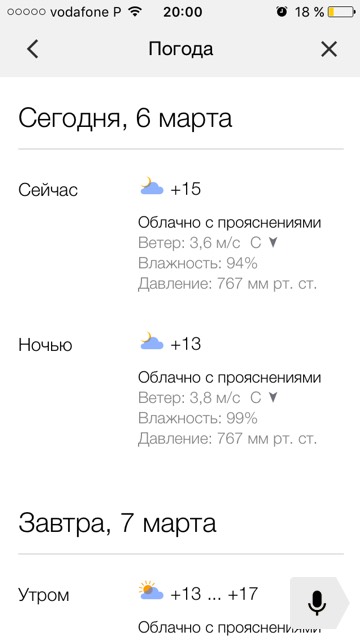 vodafone P 20:00 18 %
Погода
Сегодня, 6 марта
Сейчас +15
Облачно с прояснениями
Ветер: 3,6 м/с С
Влажность: 94%
Давление: 767 мм рт. ст.
Ночью +13
Облачно с прояснениями
Ветер: 3,8 м/с С
Влажность: 99%
Давление: 767 мм рт. ст.
Завтра, 7 марта
Утром +13 ... +17
Облачно с прояснениями